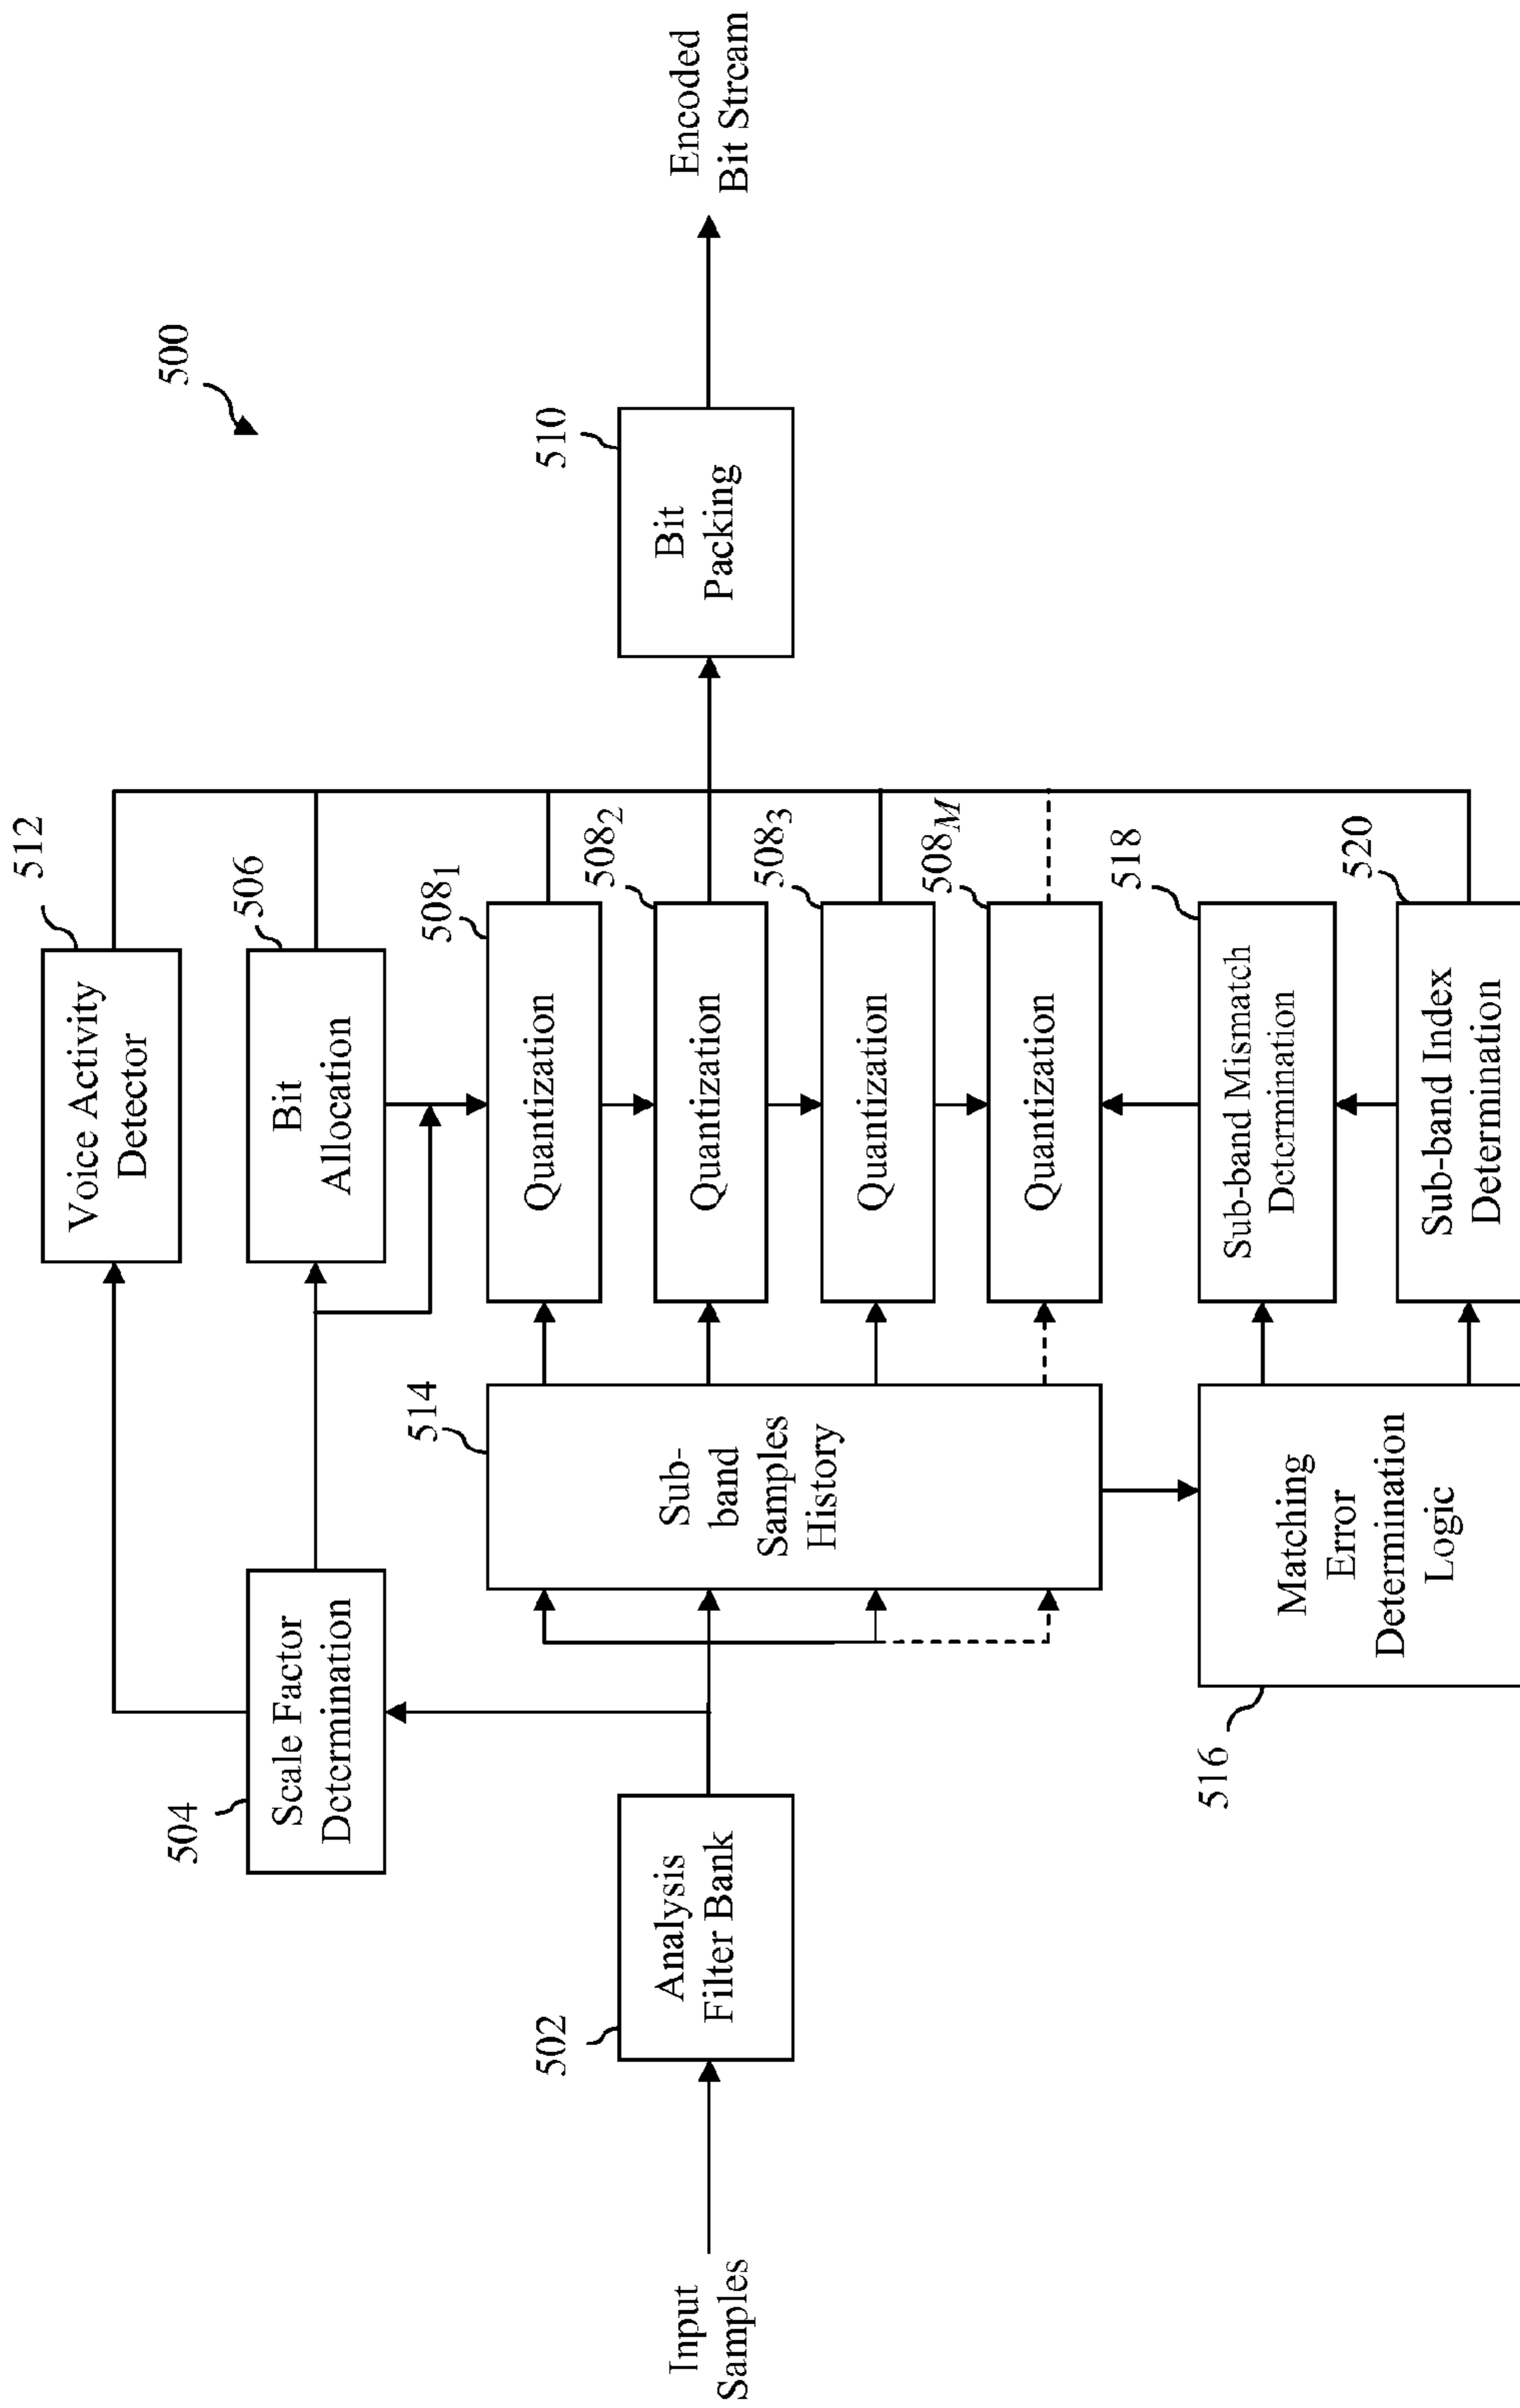 500
512
Voice Activity
Detector
504
Scale Factor
Determination
506
Bit
Allocation
514
508₁
Quantization
508₂
Quantization
508₃
Quantization
508M
Quantization
502
Input
Samples
Analysis
Filter Bank
Sub-
band
Samples
History
510
Bit
Packing
Encoded
Bit Stream
516
Matching
Error
Determination
Logic
518
Sub-band Mismatch
Determination
520
Sub-band Index
Determination